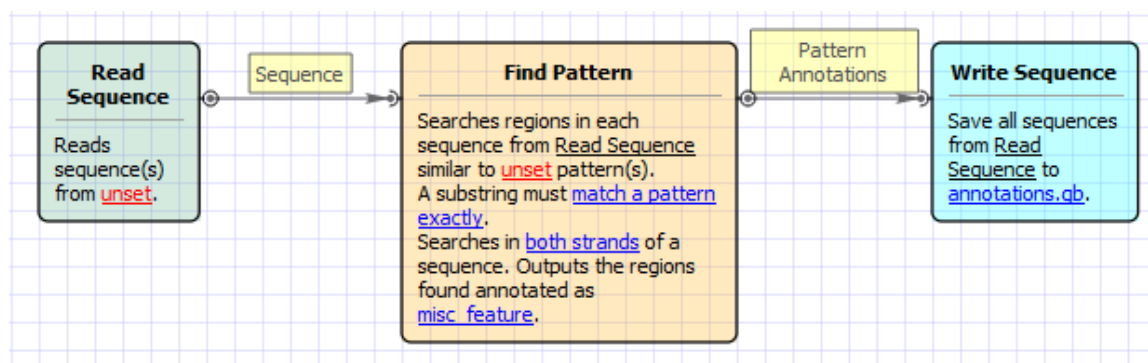 Read
Sequence
Reads
sequence(s)
from unset.
Sequence
Find Pattern
Searches regions in each
sequence from Read Sequence
similar to unset pattern(s).
A substring must match a pattern
exactly.
Searches in both strands of a
sequence. Outputs the regions
found annotated as
misc_feature.
Pattern
Annotations
Write Sequence
Save all sequences
from Read
Sequence to
annotations.gb.